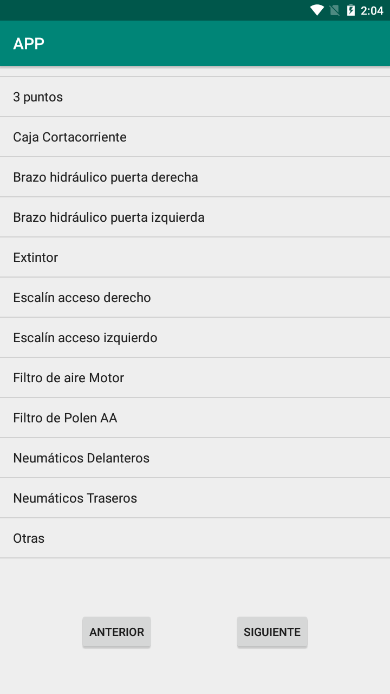 2:04
APP
3 puntos
Caja Cortacorriente
Brazo hidráulico puerta derecha
Brazo hidráulico puerta izquierda
Extintor
Escalín acceso derecho
Escalín acceso izquierdo
Filtro de aire Motor
Filtro de Polen AA
Neumáticos Delanteros
Neumáticos Traseros
Otras
ANTERIOR SIGUIENTE